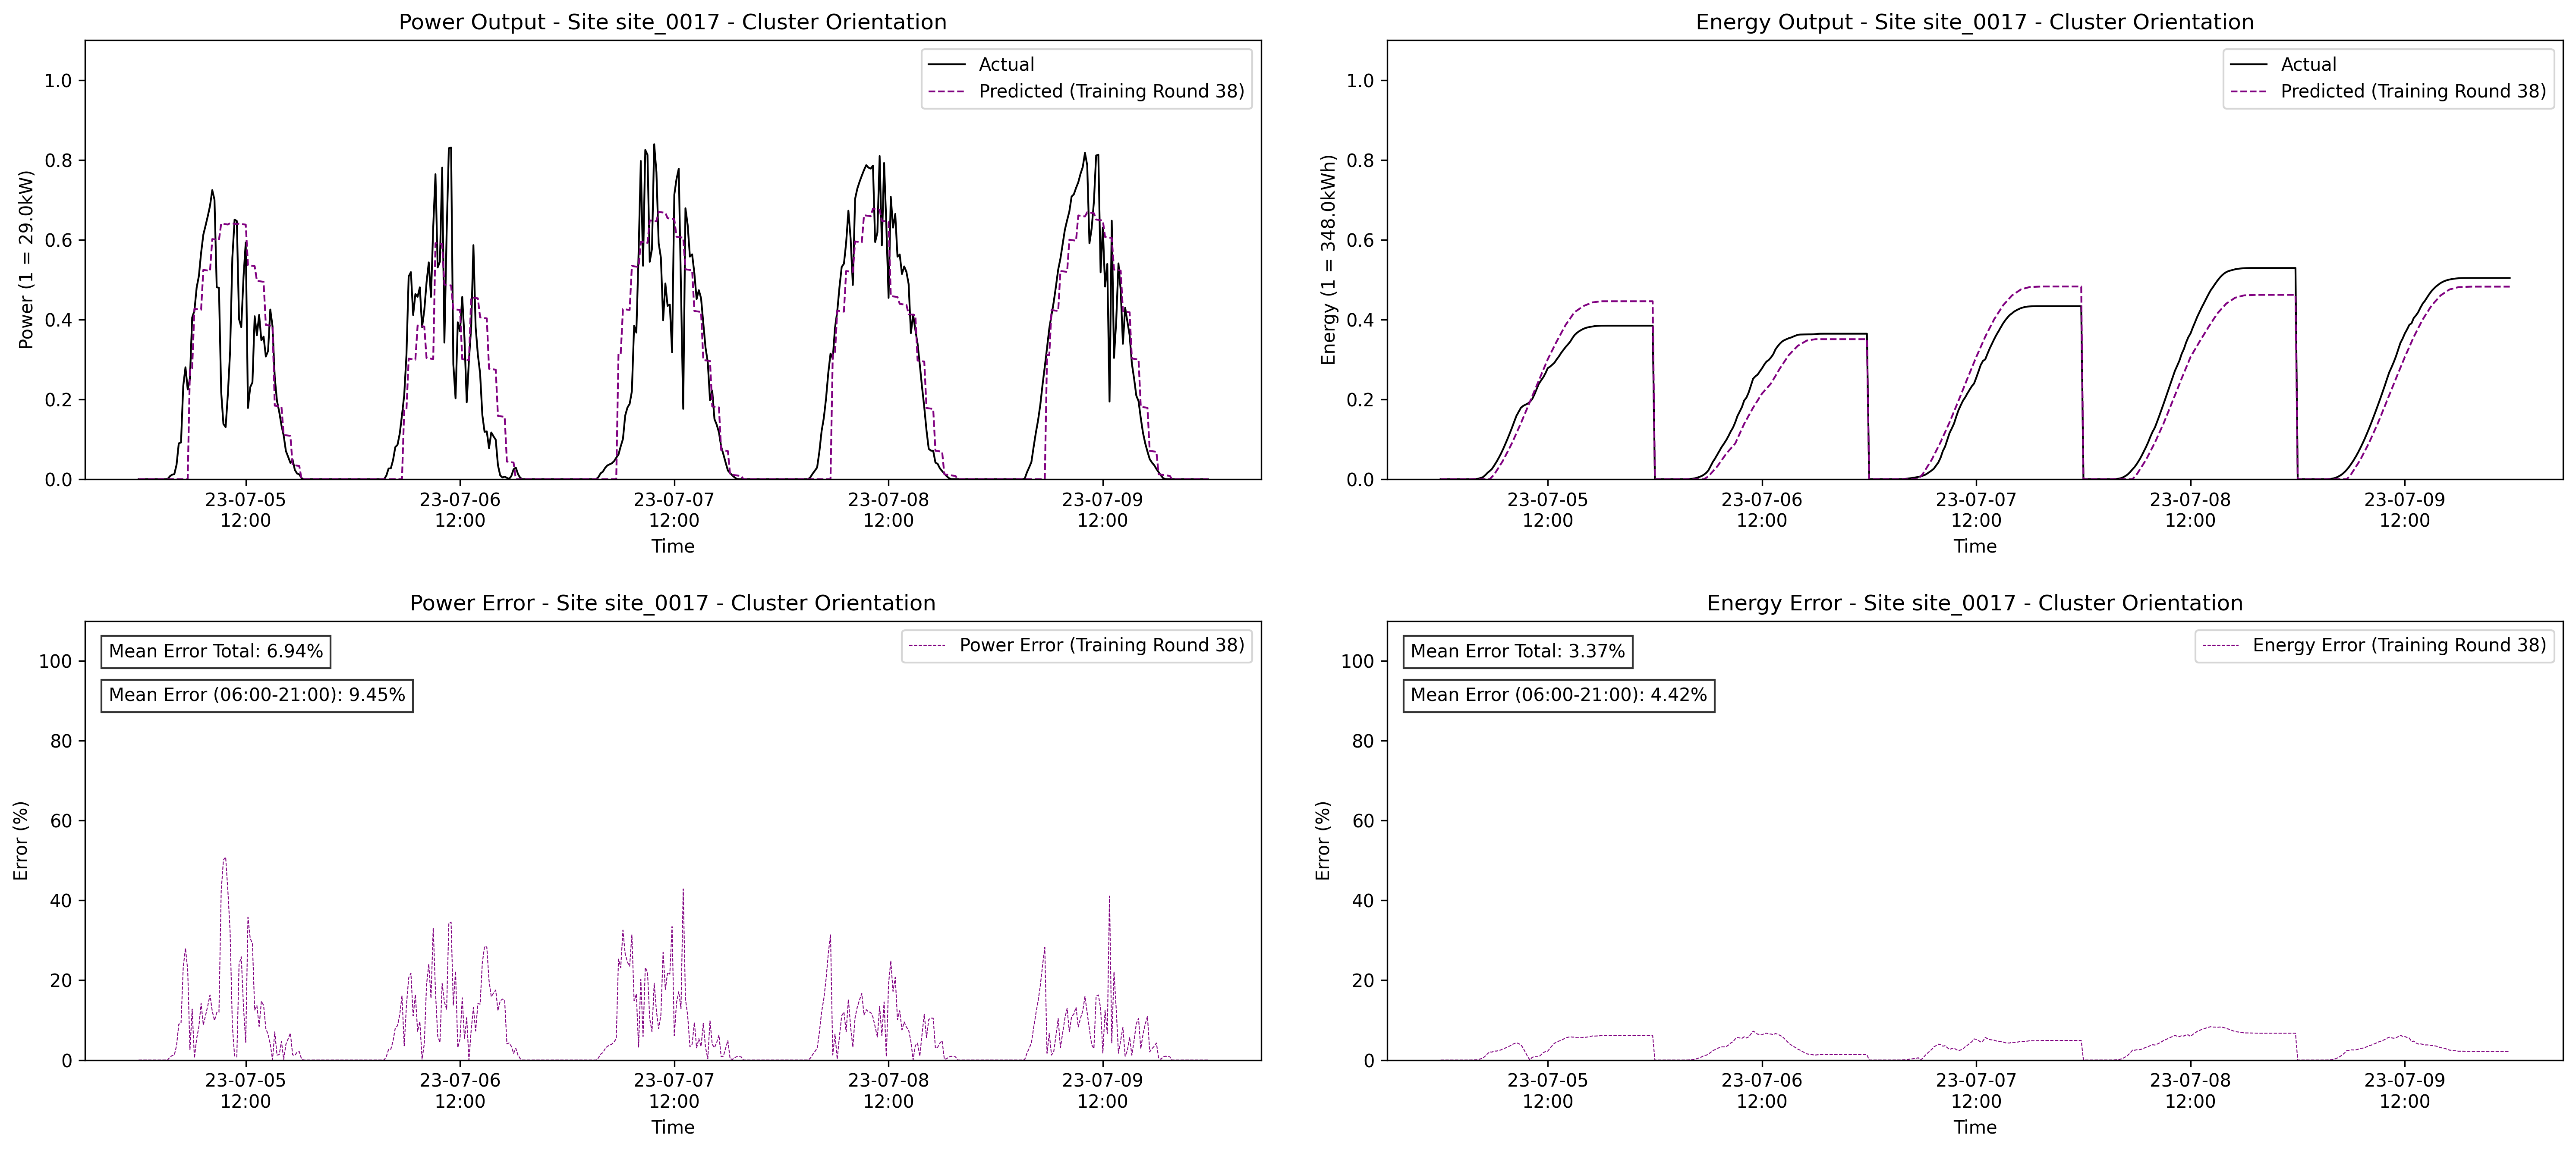 Power Output - Site site_0017 - Cluster Orientation
Actual
Predicted (Training Round 38)
Power (1 = 29.0kW)
1.0
0.8
0.6
0.4
0.2
0.0
23-07-05 23-07-06 23-07-07 23-07-08 23-07-09
12:00 12:00 12:00 12:00 12:00
Time
Energy Output - Site site_0017 - Cluster Orientation
Actual
Predicted (Training Round 38)
Energy (1 = 348.0kWh)
1.0
0.8
0.6
0.4
0.2
0.0
23-07-05 23-07-06 23-07-07 23-07-08 23-07-09
12:00 12:00 12:00 12:00 12:00
Time
Power Error - Site site_0017 - Cluster Orientation
Mean Error Total: 6.94%
Mean Error (06:00-21:00): 9.45%
Power Error (Training Round 38)
Error (%)
100
80
60
40
20
0
23-07-05 23-07-06 23-07-07 23-07-08 23-07-09
12:00 12:00 12:00 12:00 12:00
Time
Energy Error - Site site_0017 - Cluster Orientation
Mean Error Total: 3.37%
Mean Error (06:00-21:00): 4.42%
Energy Error (Training Round 38)
Error (%)
100
80
60
40
20
0
23-07-05 23-07-06 23-07-07 23-07-08 23-07-09
12:00 12:00 12:00 12:00 12:00
Time